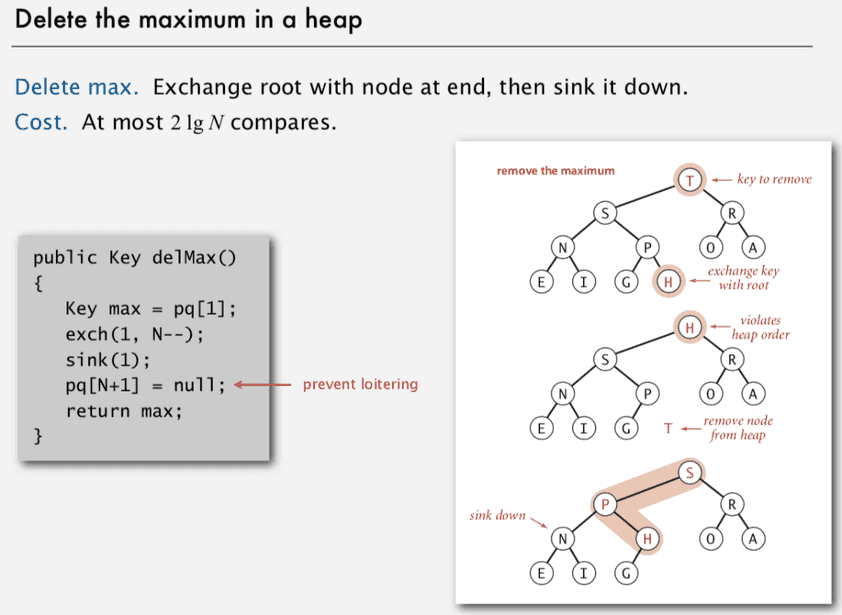 Delete the maximum in a heap
Delete max. Exchange root with node at end, then sink it down.
Cost. At most 2 lg N compares.
public Key delMax()
{
Key max = pq[1];
exch(1, N--);
sink(1);
pq[N+1] = null;
return max;
}
prevent loitering
remove the maximum
T
key to remove
S R
N P O A
E I G H
exchange key
with root
H
violates
heap order
S R
N P O A
E I G T
remove node
from heap
S
P R
sink down
N H O A
E I G